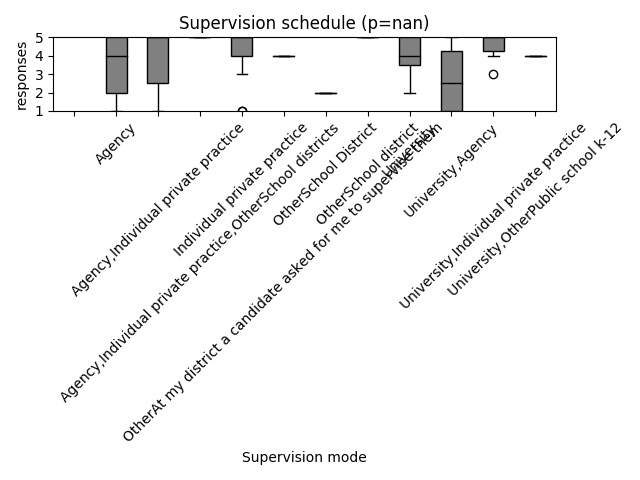 Supervision schedule (p=nan)
responses
5
4
3
2
1
Agency
Agency,Individual private practice
Agency,Individual private practice,OtherSchool districts
Individual private practice
OtherAt my district a candidate asked for me to supervise them
OtherSchool District
OtherSchool district
University
University,Agency
University,Individual private practice
University,OtherPublic school k-12
Supervision mode